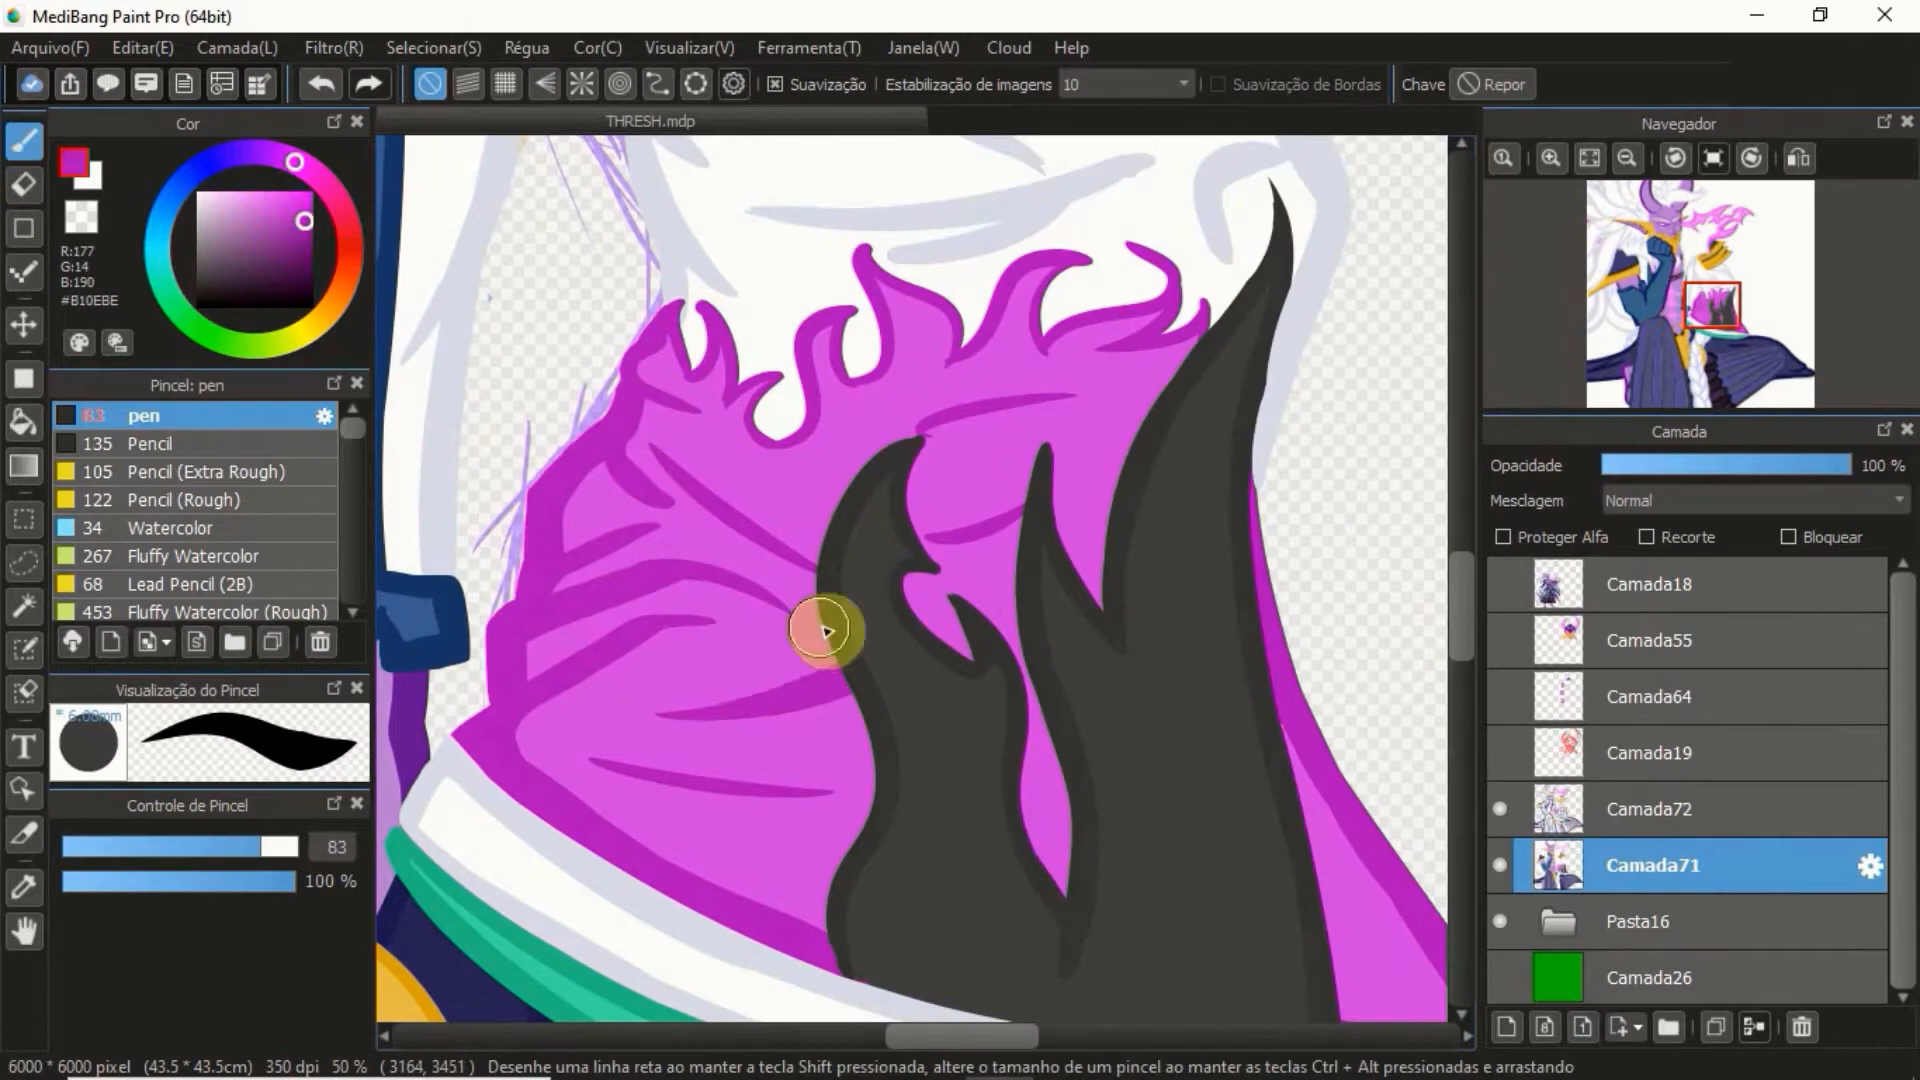 MediBang Paint Pro (64bit)
Arquivo(F) Editar(E) Camada(L) Filtro(R) Selecionar(S) Régua Cor(C) Visualizar(V) Ferramenta(T) Janela(W) Cloud Help
Suavização Estabilização de imagens 10 Suavização de Bordas Chave Repor
Cor
THRESH.mdp
Navegador
R:177
G:14
B:190
#B10EBE
Pincel: pen
83 pen
135 Pencil
105 Pencil (Extra Rough)
122 Pencil (Rough)
34 Watercolor
267 Fluffy Watercolor
68 Lead Pencil (2B)
453 Fluffy Watercolor (Rough)
Visualização do Pincel
* 6.00mm
Controle de Pincel
83
100 %
Camada
Opacidade 100 %
Mesclagem Normal
Proteger Alfa Recorte Bloquear
Camada18
Camada55
Camada64
Camada19
Camada72
Camada71
Pasta16
Camada26
6000 * 6000 pixel (43.5 * 43.5cm) 350 dpi 50 % ( 3164, 3451 ) Desenhe uma linha reta ao manter a tecla Shift pressionada, altere o tamanho de um pincel ao manter as teclas Ctrl + Alt pressionadas e arrastando